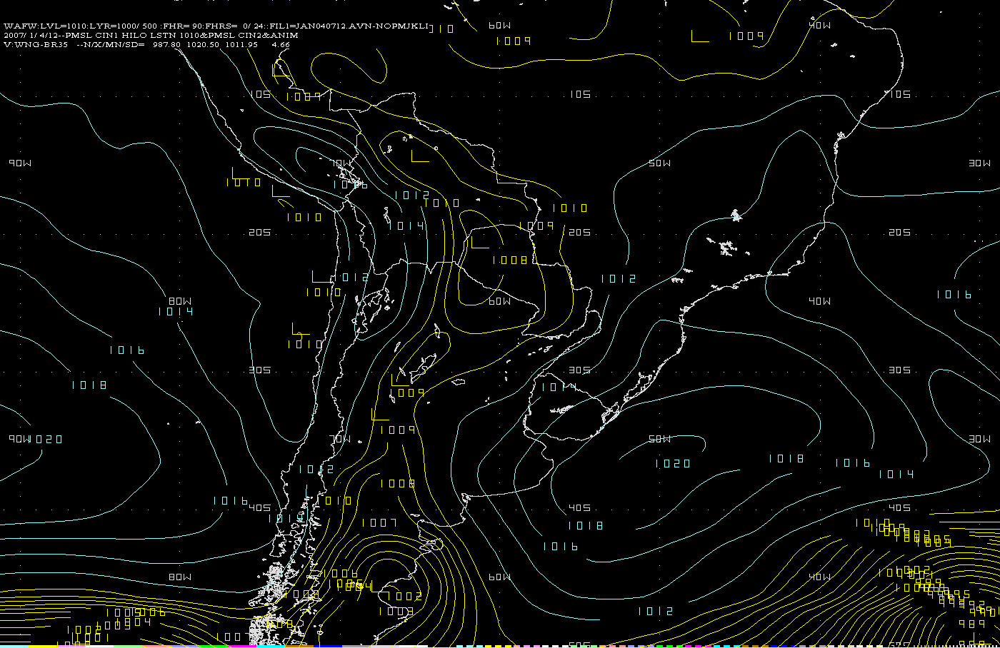 WAFW:LVL=1010:LYR=1000/ 500 :FHR= 90:FHRS= 0/ 24::FIL1=JAN040712.AVN-NOPMJKLI
2007/ 1/ 4/12--PMSL CIN1 HILO LSTN 1010&PMSL CIN2&ANIM
V:WNG-BR35 --N/X/MN/SD= 987.80 1020.50 1011.95 4.66
60W
1009
1009
10S
10S
10S
90W
70W
50W
30W
1010
1012
1010
1010
1010
1014
1009
20S
20S
20S
1008
1012
1012
1010
1016
80W
60W
40W
1014
1010
1016
30S
30S
30S
1018
1014
1009
1009
90W
1020
70W
50W
30W
1018
1020
1016
1012
1014
1008
1016
1010
40S
40S
40S
1007
1018
1016
1006
80W
60W
40W
1002
1012
989